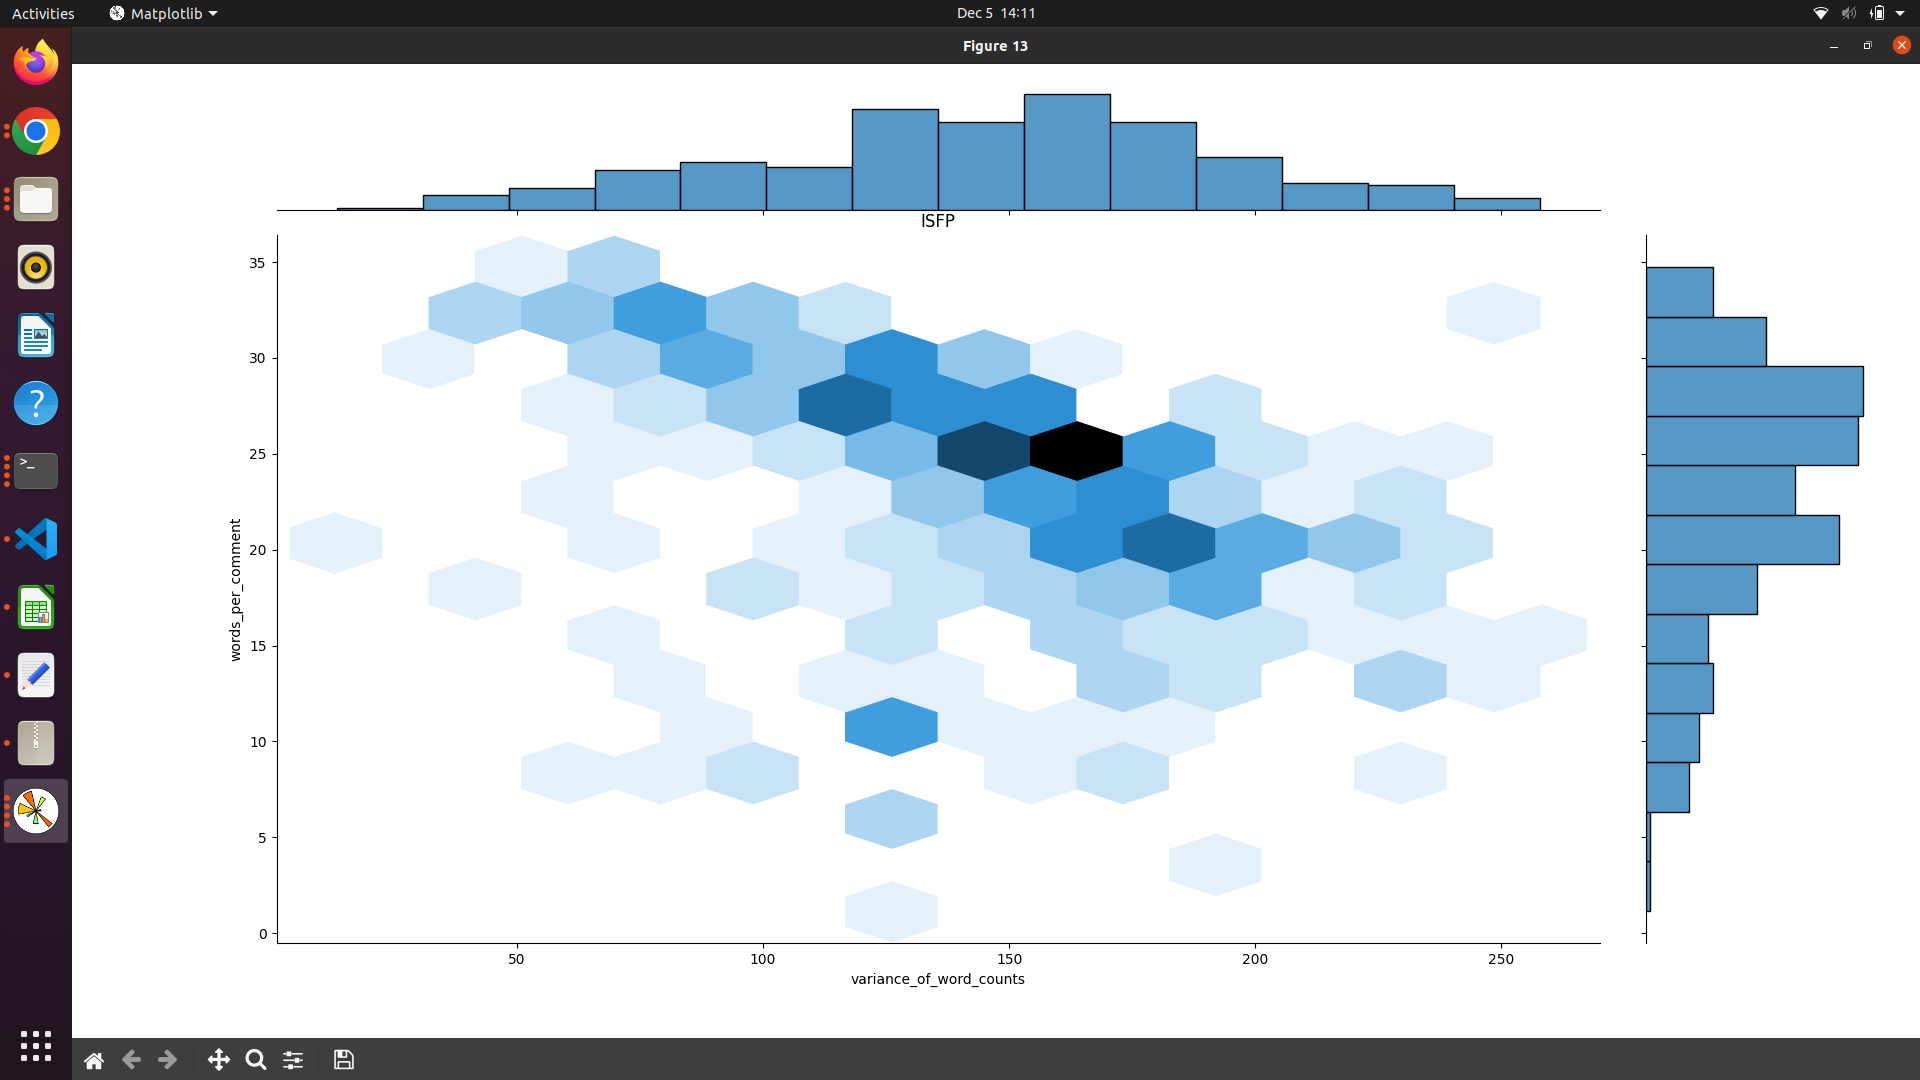 Activities
Matplotlib
Dec 5 14:11
Figure 13
ISFP
35
30
25
20
15
10
5
0
words_per_comment
50 100 150 200 250
variance_of_word_counts